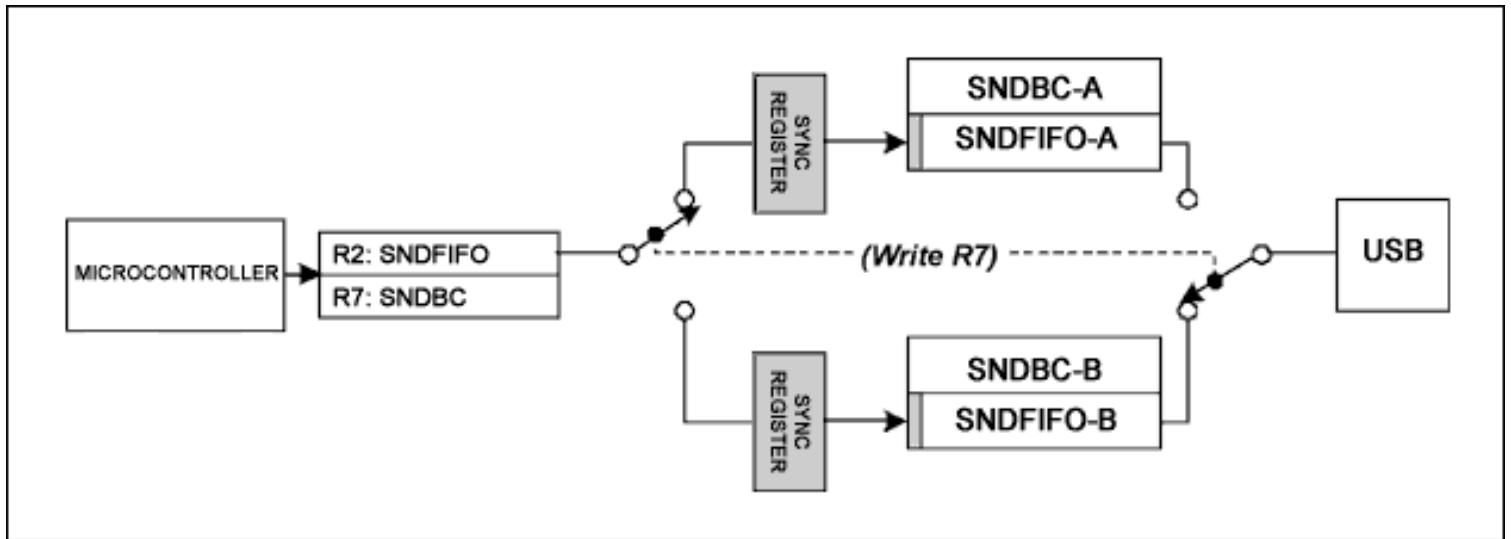 SYNC
REGISTER
SNDBC-A
SNDFIFO-A
MICROCONTROLLER
R2: SNDFIFO
R7: SNDBC
(Write R7)
USB
SYNC
REGISTER
SNDBC-B
SNDFIFO-B